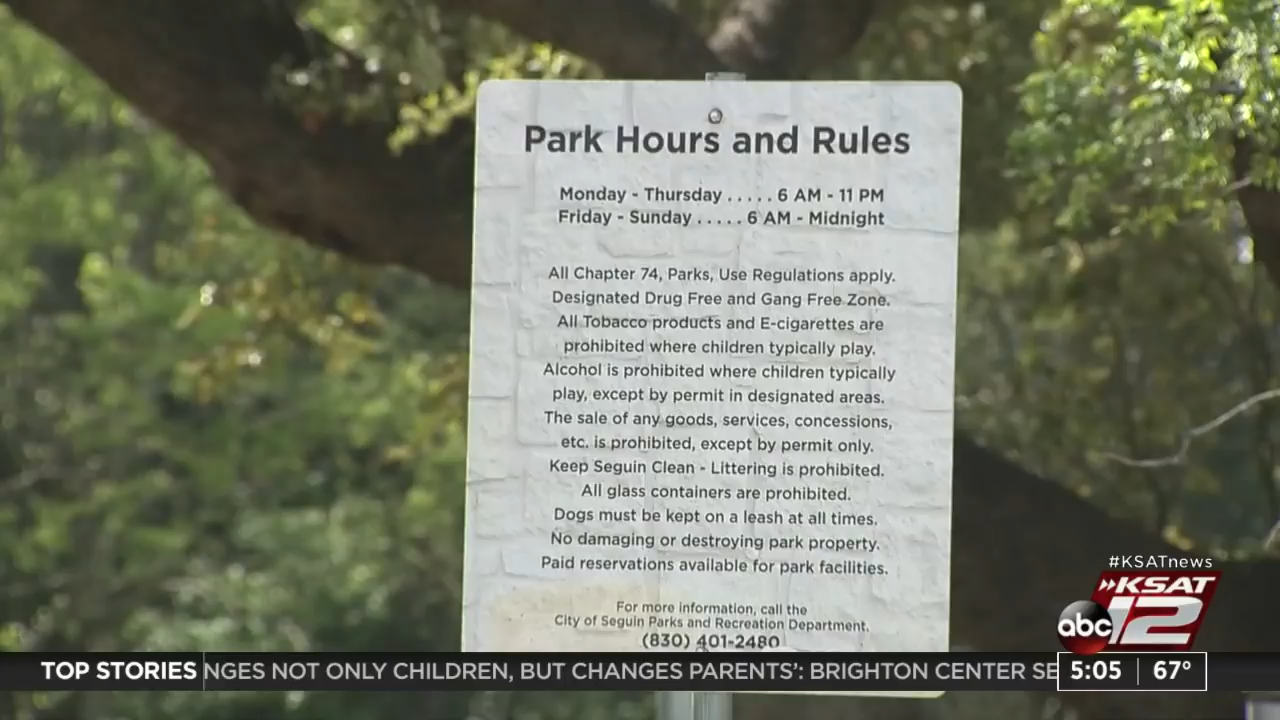 Park Hours and Rules
Monday - Thursday ..... 6 AM - 11 PM
Friday - Sunday ..... 6 AM - Midnight
All Chapter 74, Parks, Use Regulations apply.
Designated Drug Free and Gang Free Zone.
All Tobacco products and E-cigarettes are
prohibited where children typically play.
Alcohol is prohibited where children typically
play, except by permit in designated areas.
The sale of any goods, services, concessions,
etc. is prohibited, except by permit only.
Keep Seguin Clean - Littering is prohibited.
All glass containers are prohibited.
Dogs must be kept on a leash at all times.
No damaging or destroying park property.
Paid reservations available for park facilities.
For more information, call the
City of Seguin Parks and Recreation Department.
(830) 401-2480
#KSATnews
KSAT
abc 12
TOP STORIES NGES NOT ONLY CHILDREN, BUT CHANGES PARENTS': BRIGHTON CENTER SE 5:05 67°